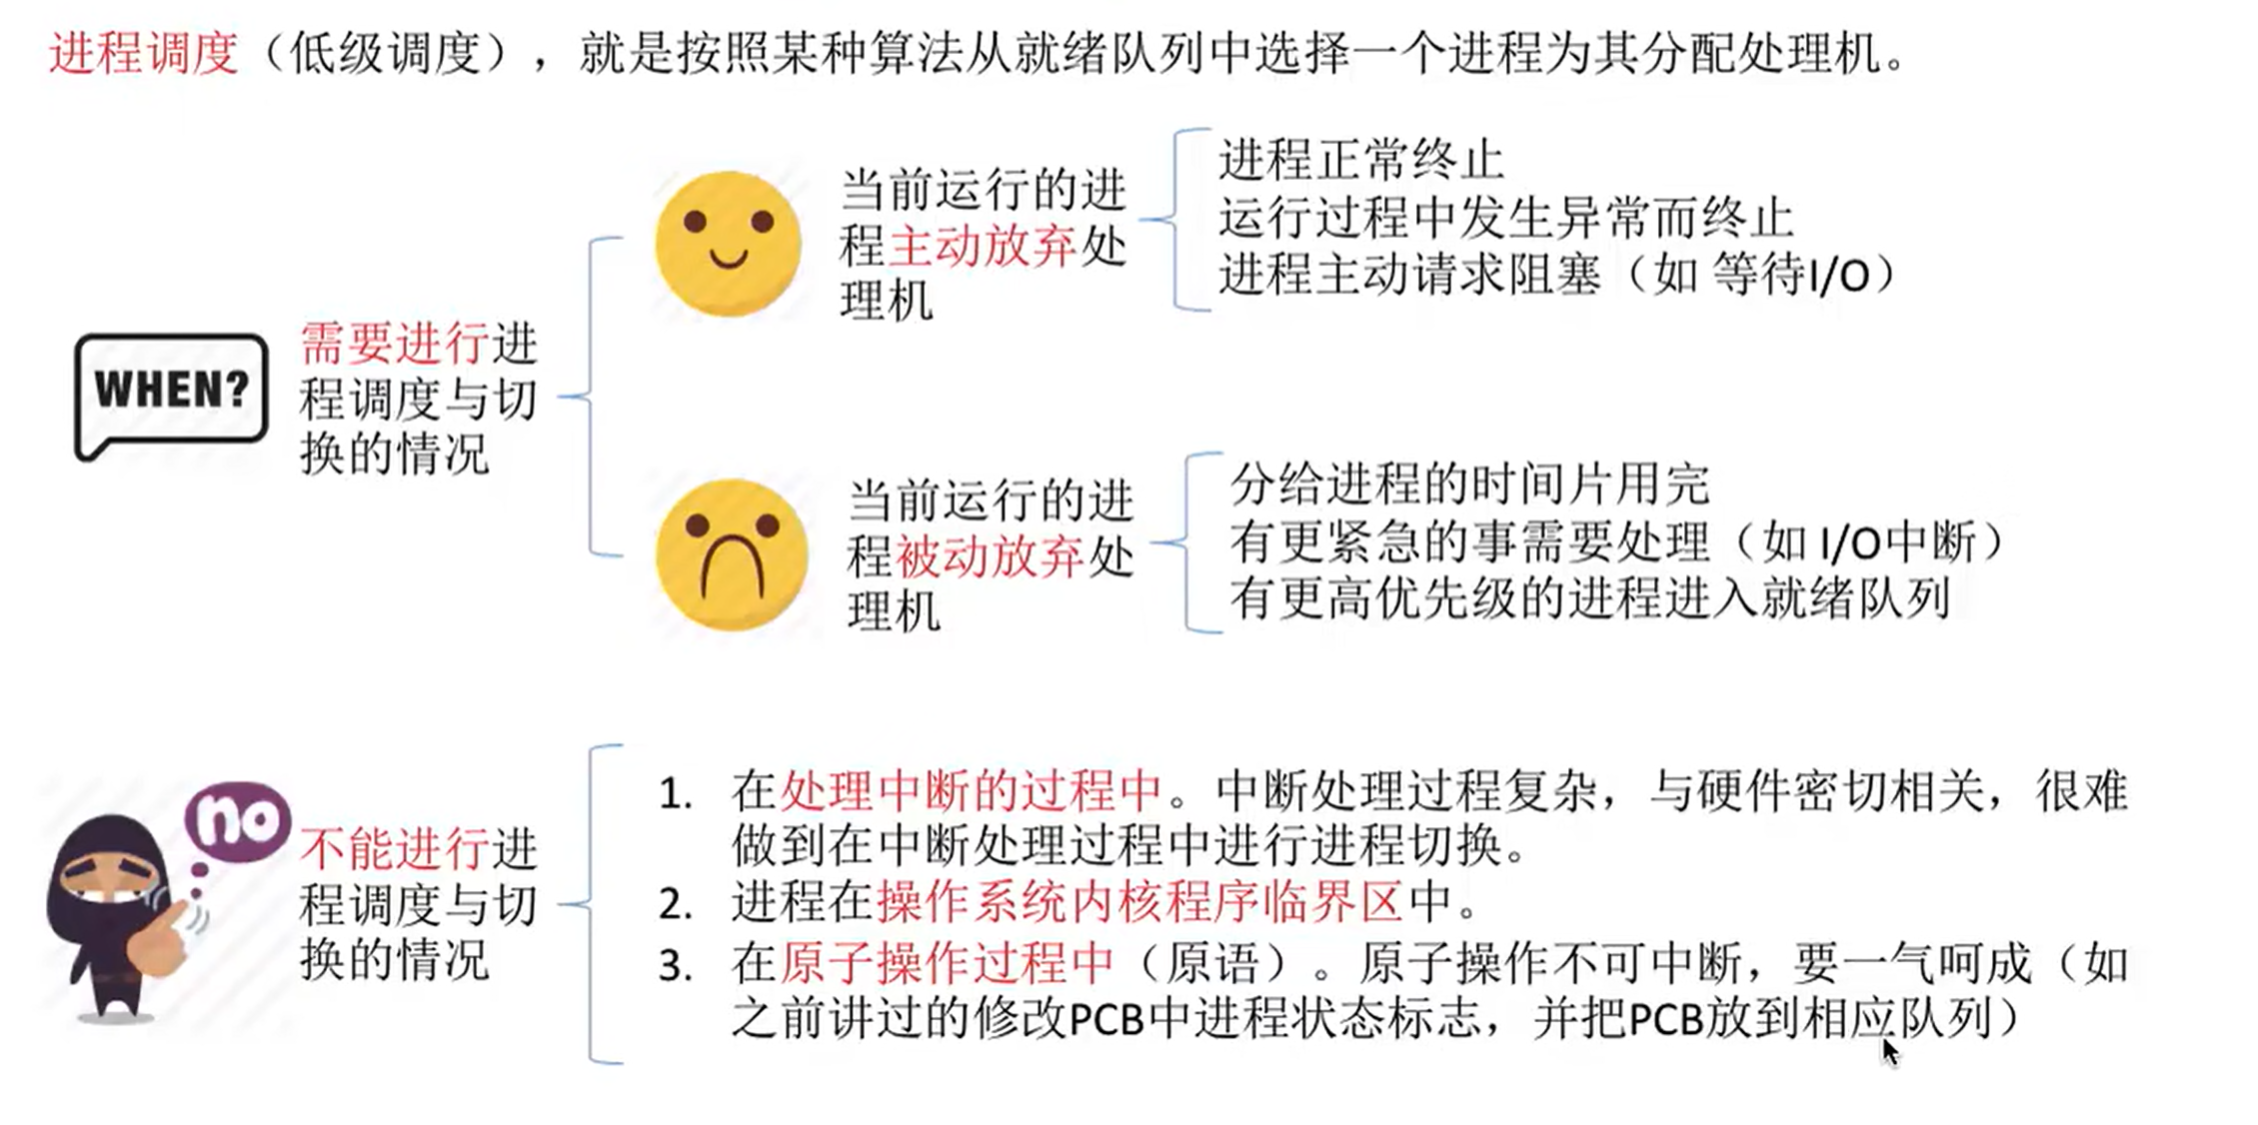 进程调度（低级调度），就是按照某种算法从就绪队列中选择一个进程为其分配处理机。
WHEN?
需要进行进
程调度与切
换的情况
当前运行的进
程主动放弃处
理机
进程正常终止
运行过程中发生异常而终止
进程主动请求阻塞（如 等待I/O）
当前运行的进
程被动放弃处
理机
分给进程的时间片用完
有更紧急的事需要处理（如 I/O中断）
有更高优先级的进程进入就绪队列
no
不能进行进
程调度与切
换的情况
1. 在处理中断的过程中。中断处理过程复杂，与硬件密切相关，很难
做到在中断处理过程中进行进程切换。
2. 进程在操作系统内核程序临界区中。
3. 在原子操作过程中（原语）。原子操作不可中断，要一气呵成（如
之前讲过的修改PCB中进程状态标志，并把PCB放到相应队列）